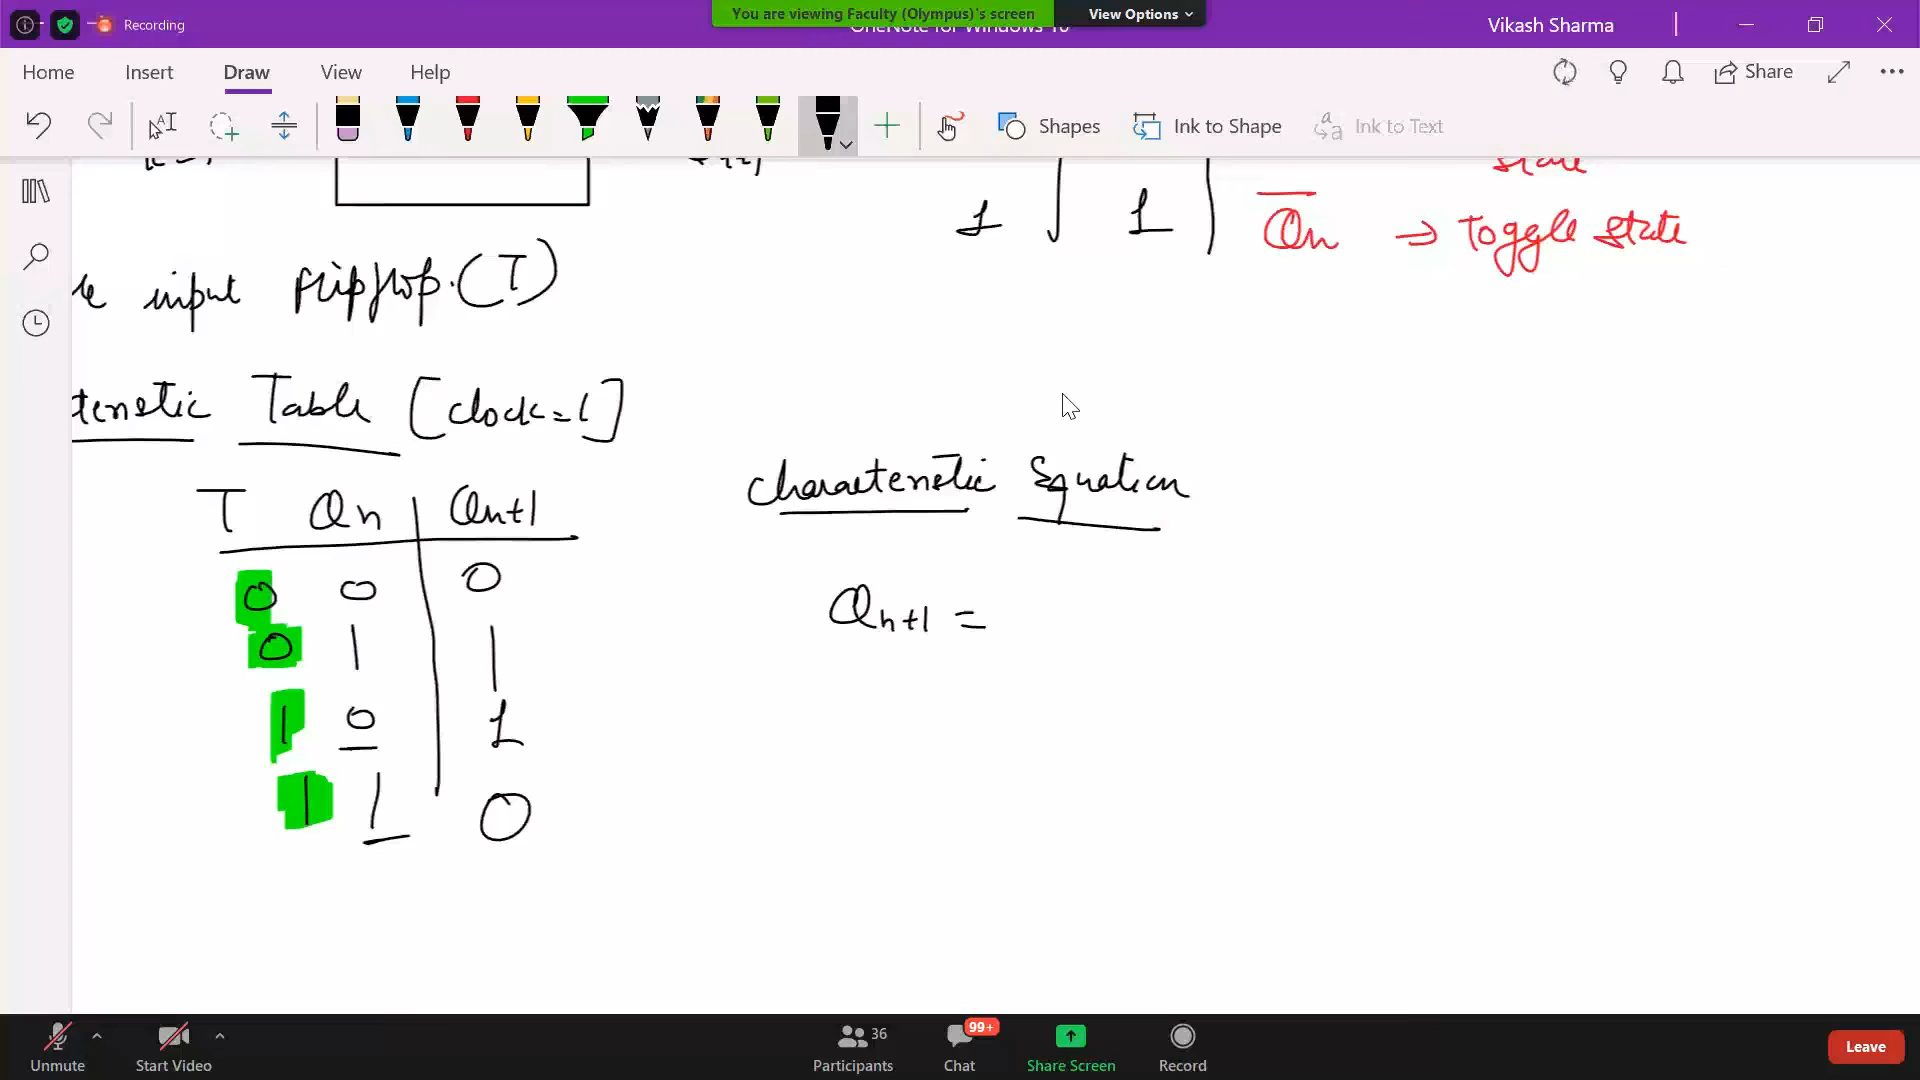 Recording
You are viewing Faculty (Olympus)'s screen
View Options
Vikash Sharma
Home Insert Draw View Help
Share
Shapes Ink to Shape Ink to Text
state
1 1 Qn → Toggle state
input flipflop. (T)
Table [clock=1]
T Qn Qn+1
0 0 0
0 1 1
1 0 1
1 1 0
Characterstic Equation
Qn+1 =
Unmute
Start Video
36
Participants
99+
Chat
Share Screen
Record
Leave